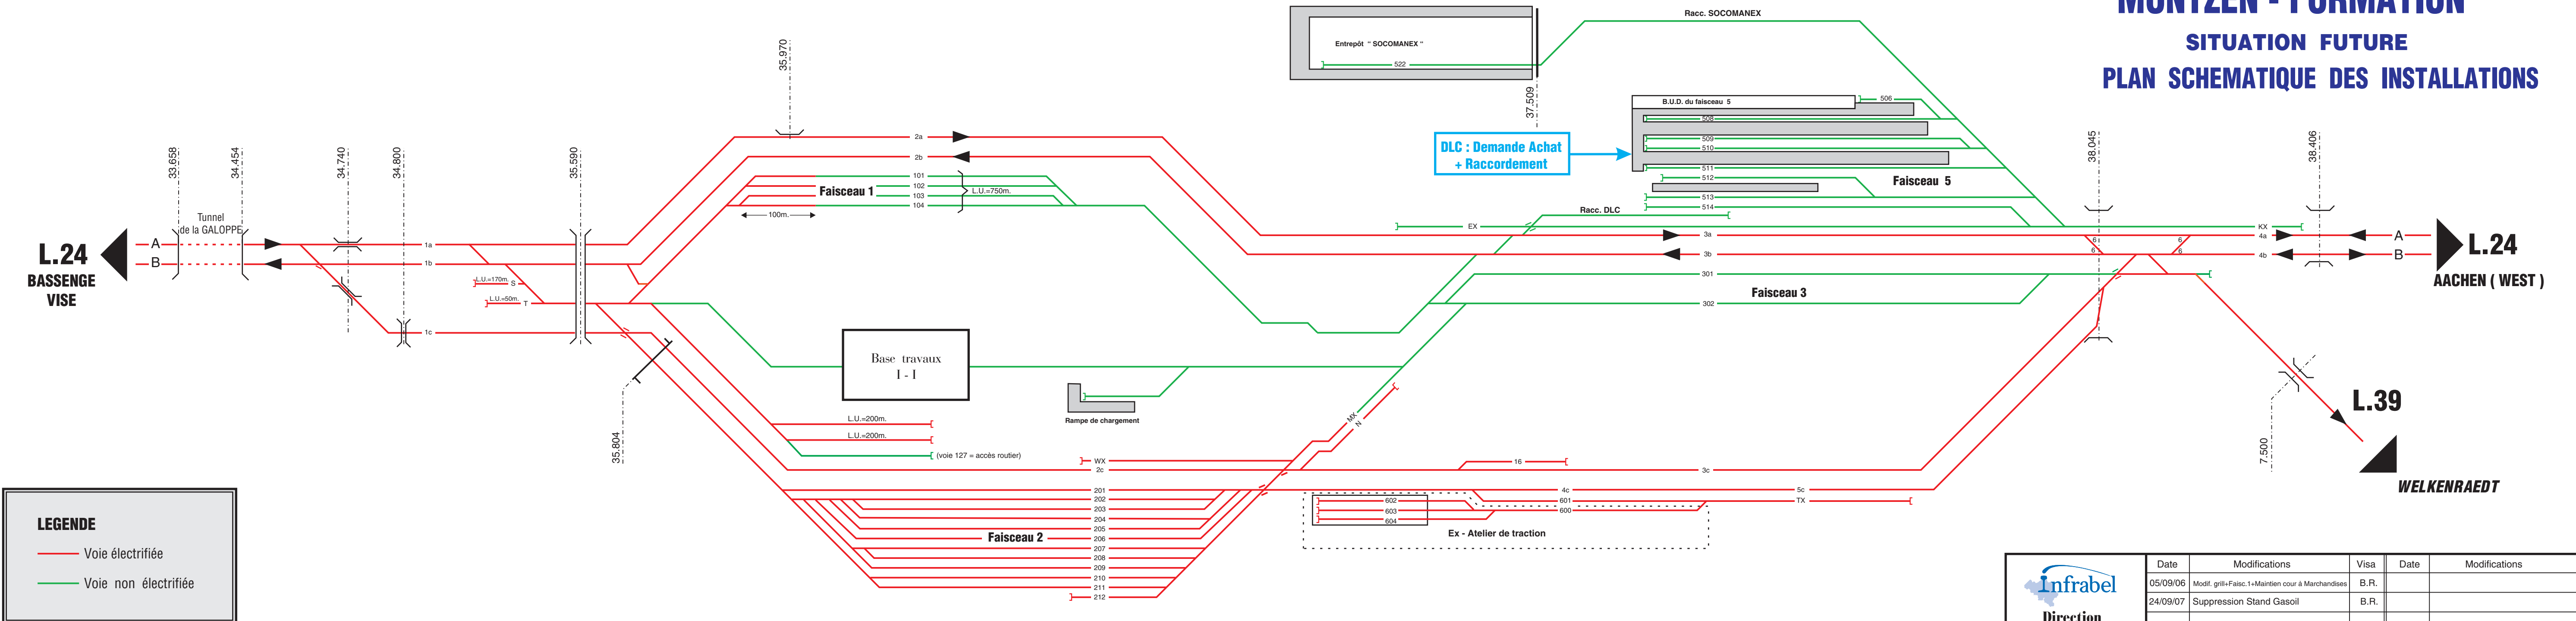 MONTZEN - FORMATION
SITUATION FUTURE
PLAN SCHEMATIQUE DES INSTALLATIONS
Racc. SOCOMANEX
Entrepôt " SOCOMANEX "
522
37.509
35.970
B.U.D. du faisceau 5
506
508
509
510
511
512
513
514
Faisceau 5
DLC : Demande Achat
+ Raccordement
Racc. DLC
EX
KX
33.658
34.454
34.740
34.800
35.590
38.045
38.406
Tunnel
de la GALOPPE
L.24
BASSENGE
VISE
A
B
1a
1b
1c
L.U.=170m.
S
L.U.=50m.
T
2a
2b
101
102
103
104
Faisceau 1
L.U.=750m.
100m.
3a
3b
301
302
Faisceau 3
6
6
6
6
4a
4b
A
B
L.24
AACHEN ( WEST )
L.39
7.500
WELKENRAEDT
35.804
Base travaux
I - I
Rampe de chargement
L.U.=200m.
L.U.=200m.
(voie 127 = accès routier)
MX
N
WX
2c
16
3c
201
202
203
204
205
206
207
208
209
210
211
212
Faisceau 2
4c
5c
TX
601
600
602
603
604
Ex - Atelier de traction
LEGENDE
Voie électrifiée
Voie non électrifiée
Infrabel
Direction
Date Modifications Visa Date Modifications
05/09/06 Modif. grill+Faisc.1+Maintien cour à Marchandises B.R.
24/09/07 Suppression Stand Gasoil B.R.